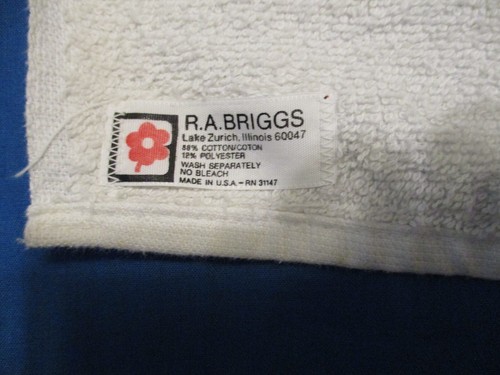 R.A.BRIGGS
Lake Zurich, Illinois 60047
88% COTTON/COTON
12% POLYESTER
WASH SEPARATELY
NO BLEACH
MADE IN U.S.A.-RN 31147